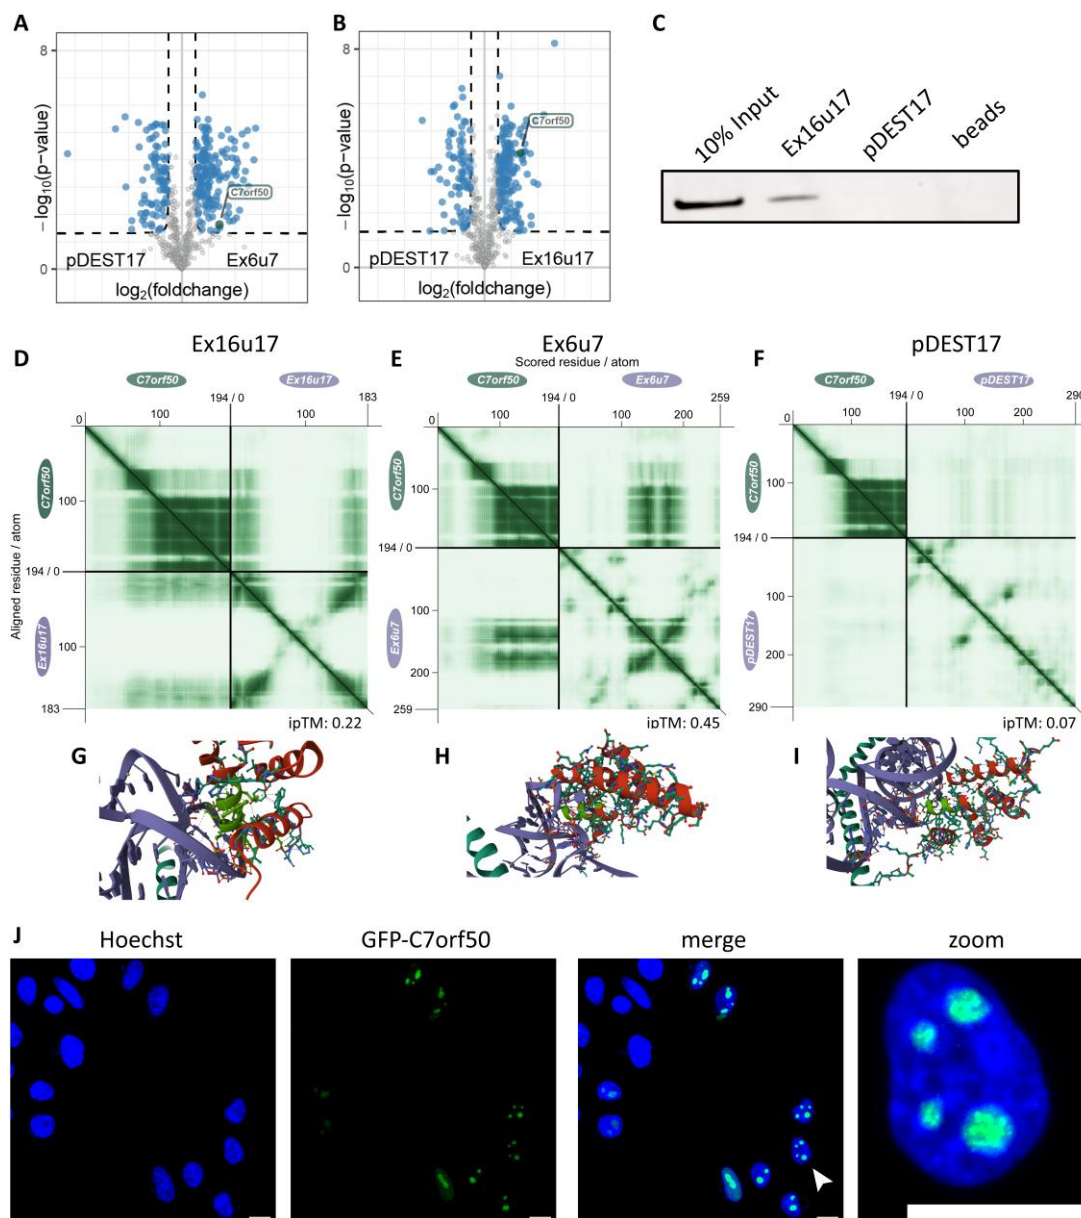 A
8
−log10(p−value)
C7orf50
pDEST17
Ex6u7
0
log2(foldchange)
B
8
−log10(p−value)
C7orf50
pDEST17
Ex16u17
0
log2(foldchange)
C
10% Input
Ex16u17
pDEST17
beads
D
Ex16u17
C7orf50
Ex16u17
0
100
194 / 0
100
183
Aligned residue / atom
C7orf50
100
194 / 0
Ex16u17
100
183
ipTM: 0.22
E
Ex6u7
Scored residue / atom
C7orf50
Ex6u7
0
100
194 / 0
100
200
259
C7orf50
100
194 / 0
100
Ex6u7
200
259
ipTM: 0.45
F
pDEST17
C7orf50
pDEST17
0
100
194 / 0
100
200
290
C7orf50
100
194 / 0
100
pDEST17
200
290
ipTM: 0.07
G
H
I
J
Hoechst
GFP-C7orf50
merge
zoom